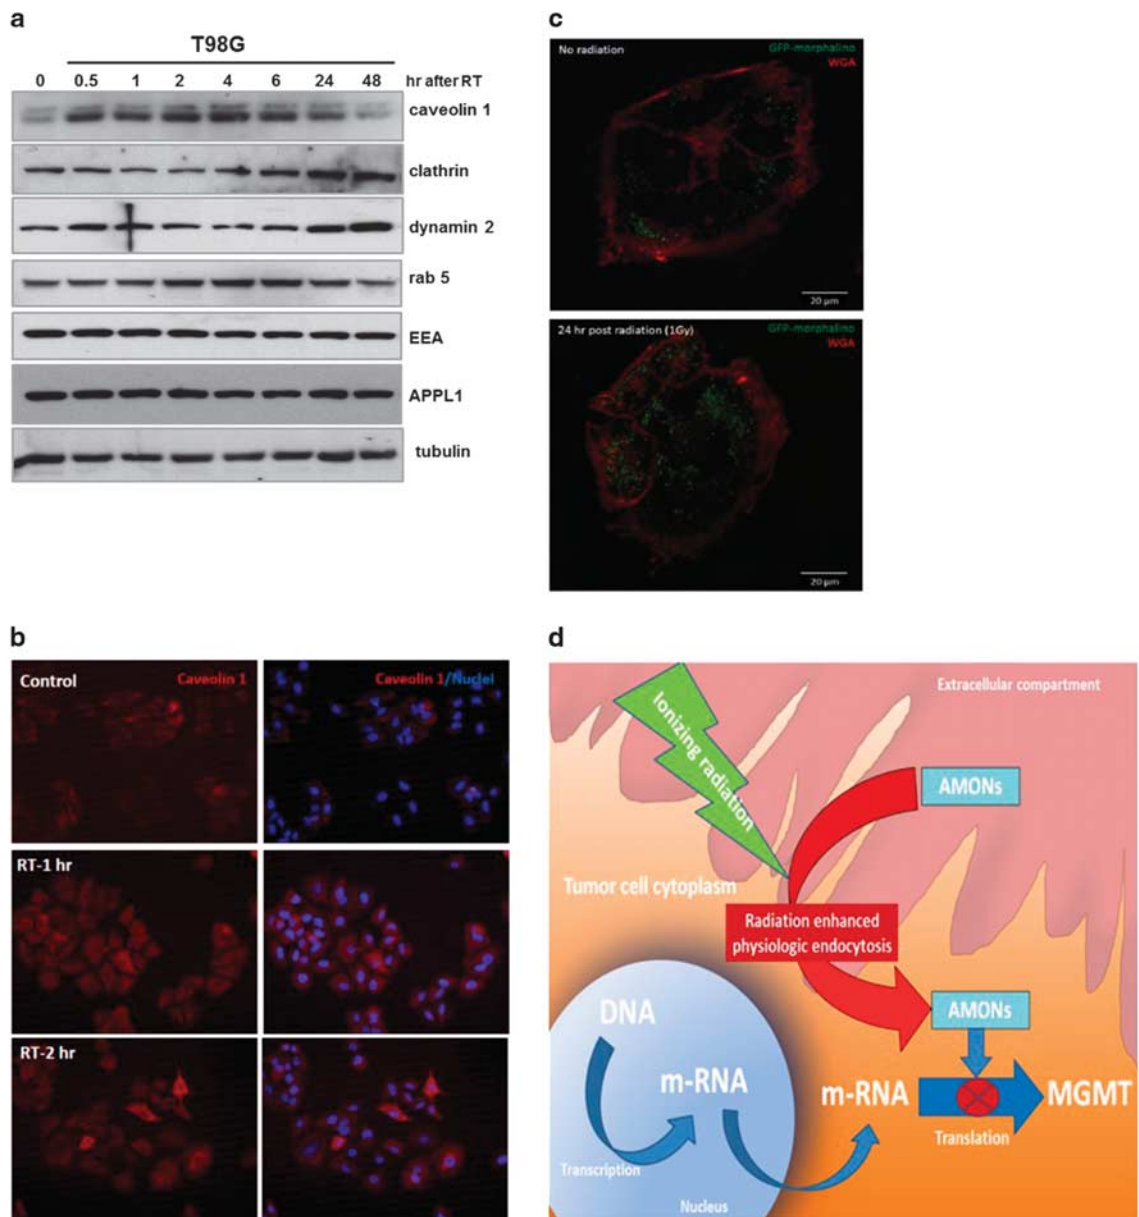 a
T98G
0 0.5 1 2 4 6 24 48 hr after RT
caveolin 1
clathrin
dynamin 2
rab 5
EEA
APPL1
tubulin
b
Control
Caveolin 1
Caveolin 1/Nuclei
RT-1 hr
RT-2 hr
c
No radiation
GFP-morphalino
WGA
20 µm
24 hr post radiation (1Gy)
GFP-morphalino
WGA
20 µm
d
Extracellular compartment
Ionizing radiation
AMONs
Tumor cell cytoplasm
Radiation enhanced
physiologic endocytosis
DNA
AMONs
m-RNA
m-RNA
MGMT
Translation
Transcription
Nucleus